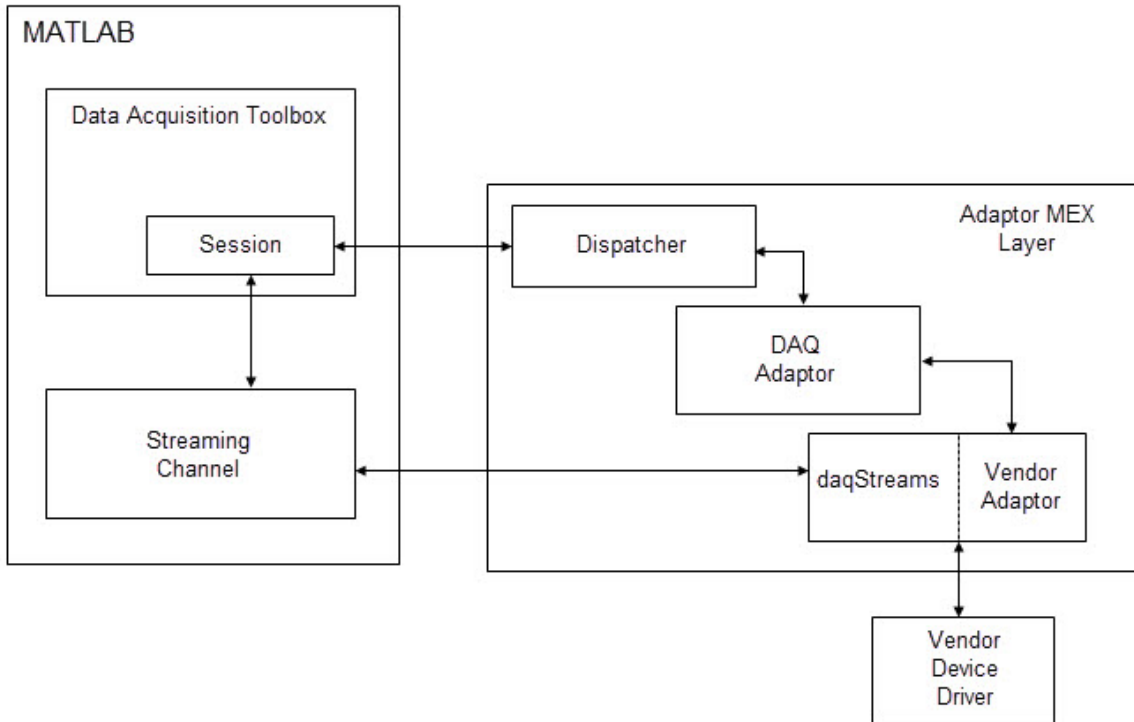 MATLAB
Data Acquisition Toolbox
Session
Streaming
Channel
Adaptor MEX
Layer
Dispatcher
DAQ
Adaptor
daqStreams
Vendor
Adaptor
Vendor
Device
Driver